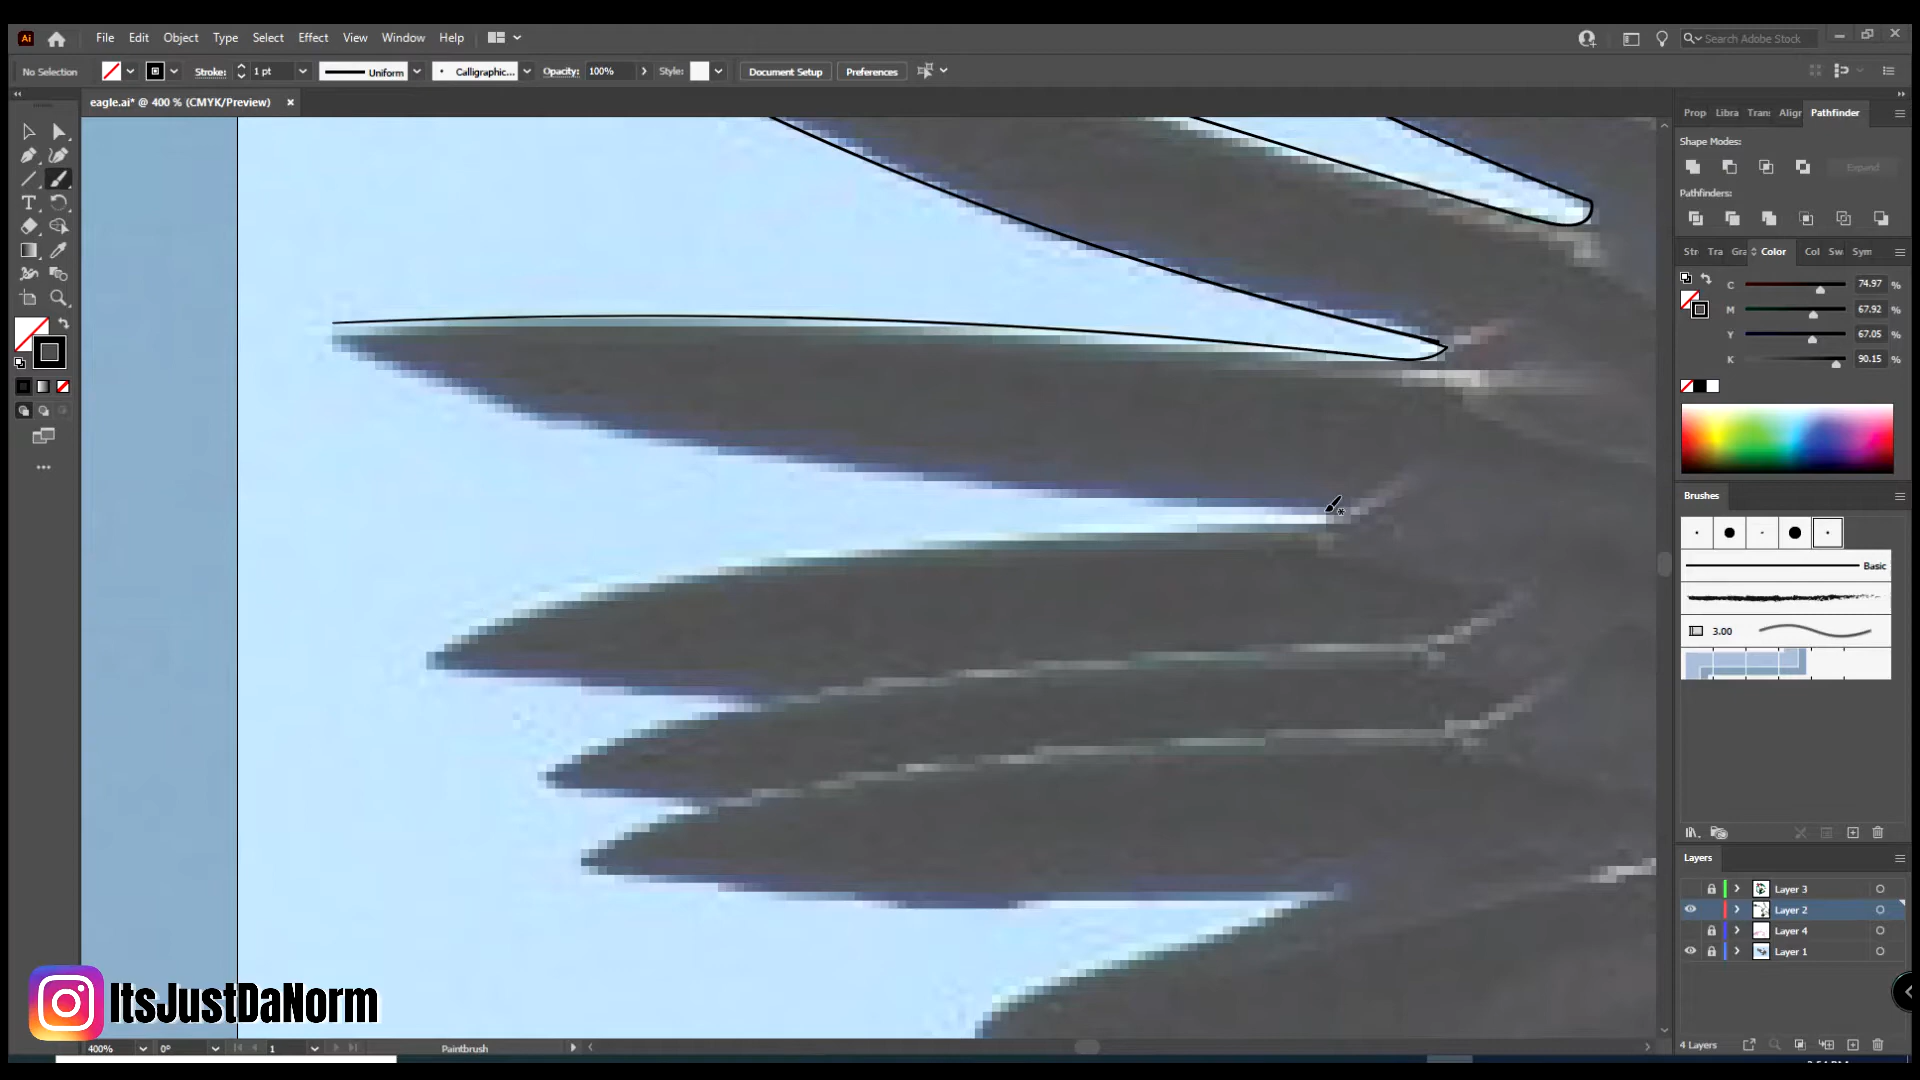 Ai File Edit Object Type Select Effect View Window Help Search Adobe Stock
No Selection Stroke: 1 pt Uniform Calligraphic... Opacity: 100% Style: Document Setup Preferences
eagle.ai* @ 400 % (CMYK/Preview)
Prop Libra Tran: Aligr Pathfinder
Shape Modes:
Expand
Pathfinders:
Str Tra Gra Color Col Sw Sym
C 74.97 %
M 67.92 %
Y 67.05 %
K 90.15 %
Brushes
Basic
3.00
Layers
Layer 3
Layer 2
Layer 4
Layer 1
4 Layers
ItsJustDaNorm
400% 0° 1 Paintbrush